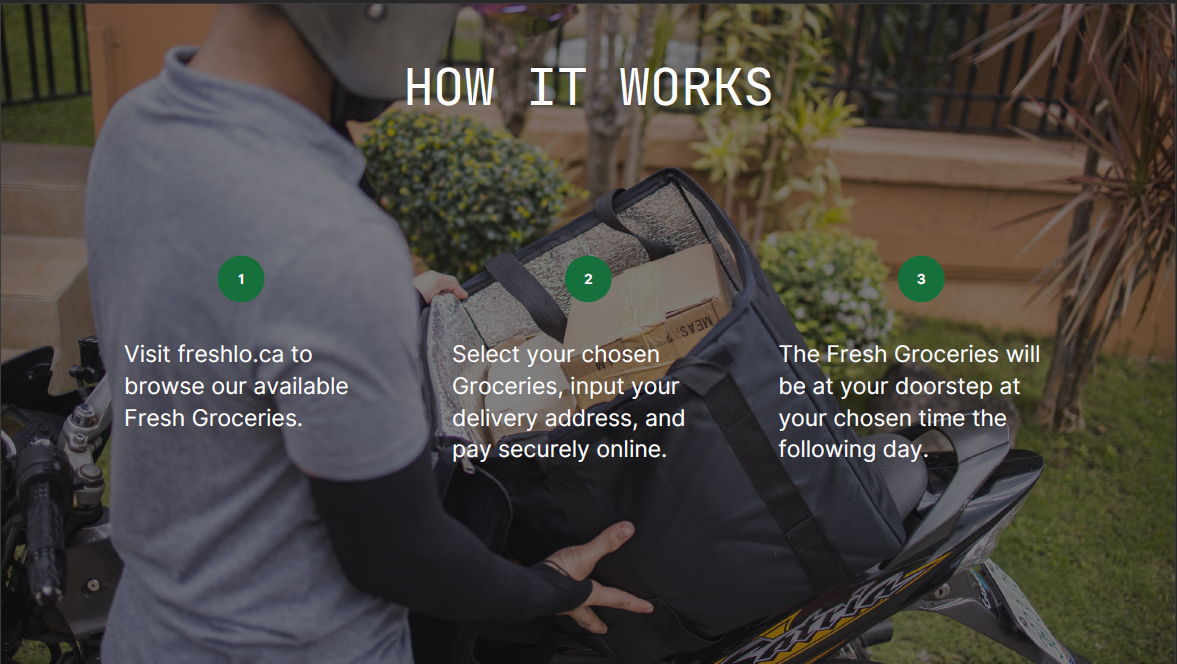 HOW IT WORKS
1
Visit freshlo.ca to
browse our available
Fresh Groceries.
2
Select your chosen
Groceries, input your
delivery address, and
pay securely online.
3
The Fresh Groceries will
be at your doorstep at
your chosen time the
following day.
MEAS